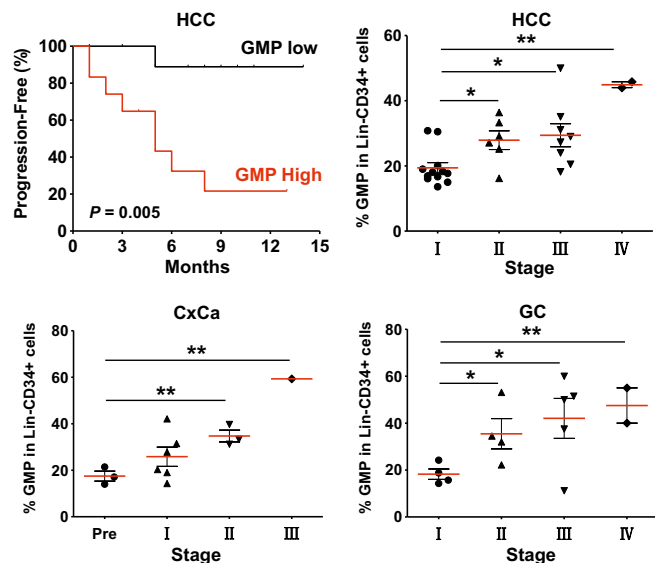 HCC
Progression-Free (%)
100
80
60
40
20
0
GMP low
GMP High
P = 0.005
0 3 6 9 12 15
Months
HCC
% GMP in Lin-CD34+ cells
60
40
20
0
**
*
*
I II III IV
Stage
CxCa
% GMP in Lin-CD34+ cells
80
60
40
20
0
**
**
Pre I II III
Stage
GC
% GMP in Lin-CD34+ cells
80
60
40
20
0
**
*
*
I II III IV
Stage